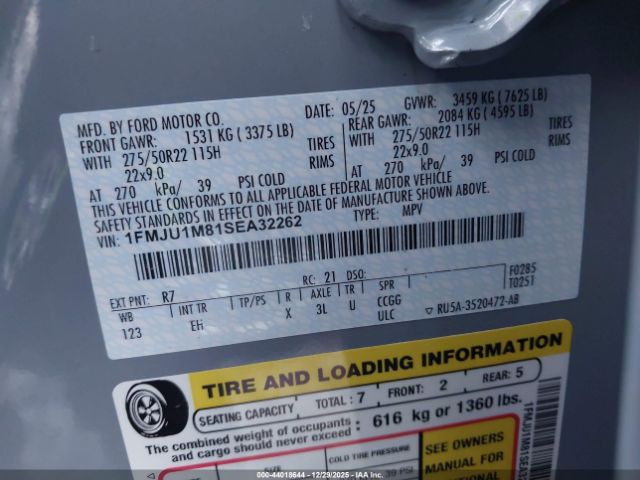 MFD. BY FORD MOTOR CO.
DATE: 05/25 GVWR: 3459 KG ( 7625 LB)
FRONT GAWR: 1531 KG ( 3375 LB) REAR GAWR: 2084 KG ( 4595 LB)
WITH 275/50R22 115H TIRES WITH 275/50R22 115H TIRES
22x9.0 RIMS 22x9.0 RIMS
AT 270 kPa/ 39 PSI COLD AT 270 kPa/ 39 PSI COLD
THIS VEHICLE CONFORMS TO ALL APPLICABLE FEDERAL MOTOR VEHICLE
SAFETY STANDARDS IN EFFECT ON THE DATE OF MANUFACTURE SHOWN ABOVE.
VIN: 1FMJU1M81SEA32262 TYPE: MPV
F0285
T0251
EXT PNT: R7 RC: 21 DSO:
WB INT TR TP/PS R AXLE TR SPR
123 EH X 3L U CCGG
ULC
RU5A-3520472-AB
TIRE AND LOADING INFORMATION
SEATING CAPACITY TOTAL : 7 FRONT: 2 REAR: 5
The combined weight of occupants and cargo should never exceed : 616 kg or 1360 lbs.
COLD TIRE PRESSURE
SEE OWNERS
MANUAL FOR
39 PSI
1FMJU1M81SEA32
00-44018644 | 12/29/2025 - IAA Inc.